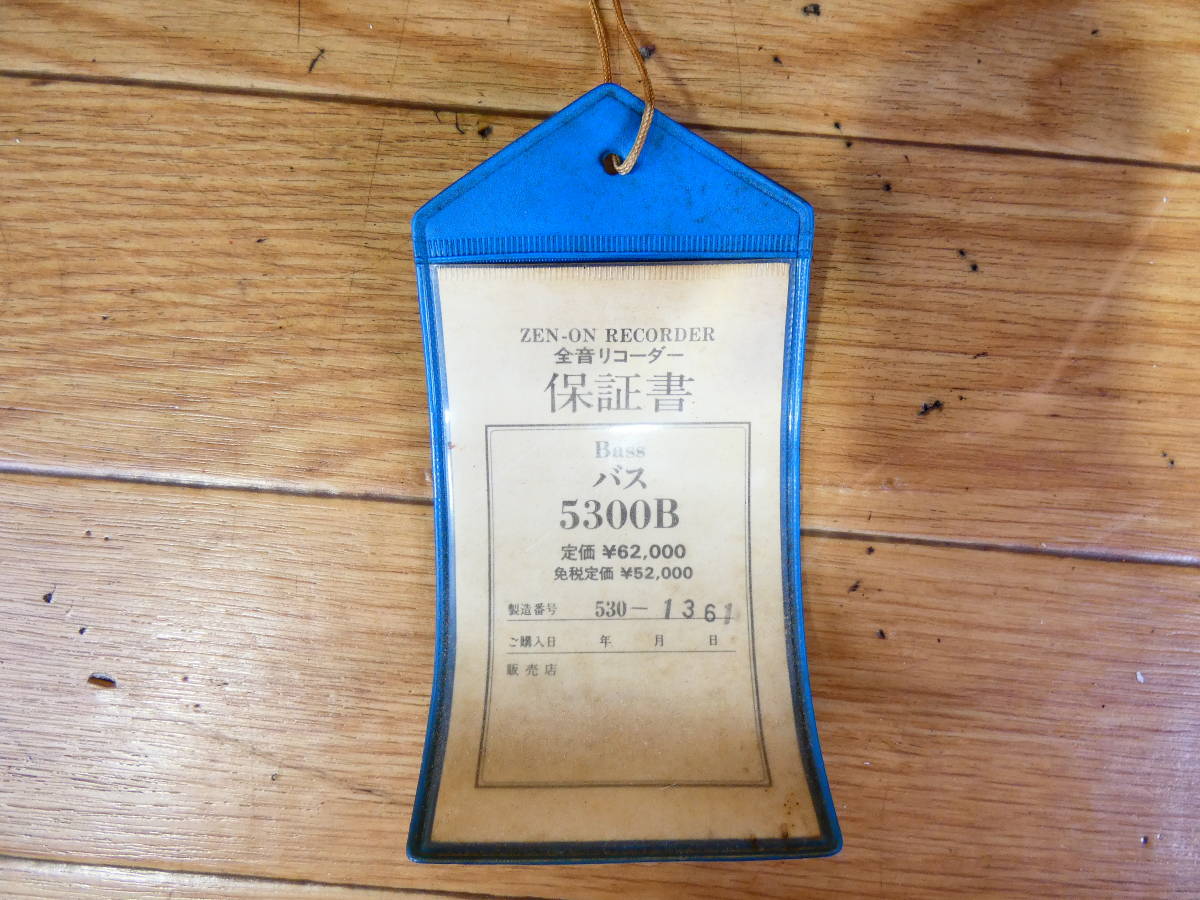 ZEN-ON RECORDER
全音リコーダー
保証書
Bass
バス
5300B
定価 ¥62,000
免税定価 ¥52,000
製造番号 530－1361
ご購入日 年 月 日
販売店